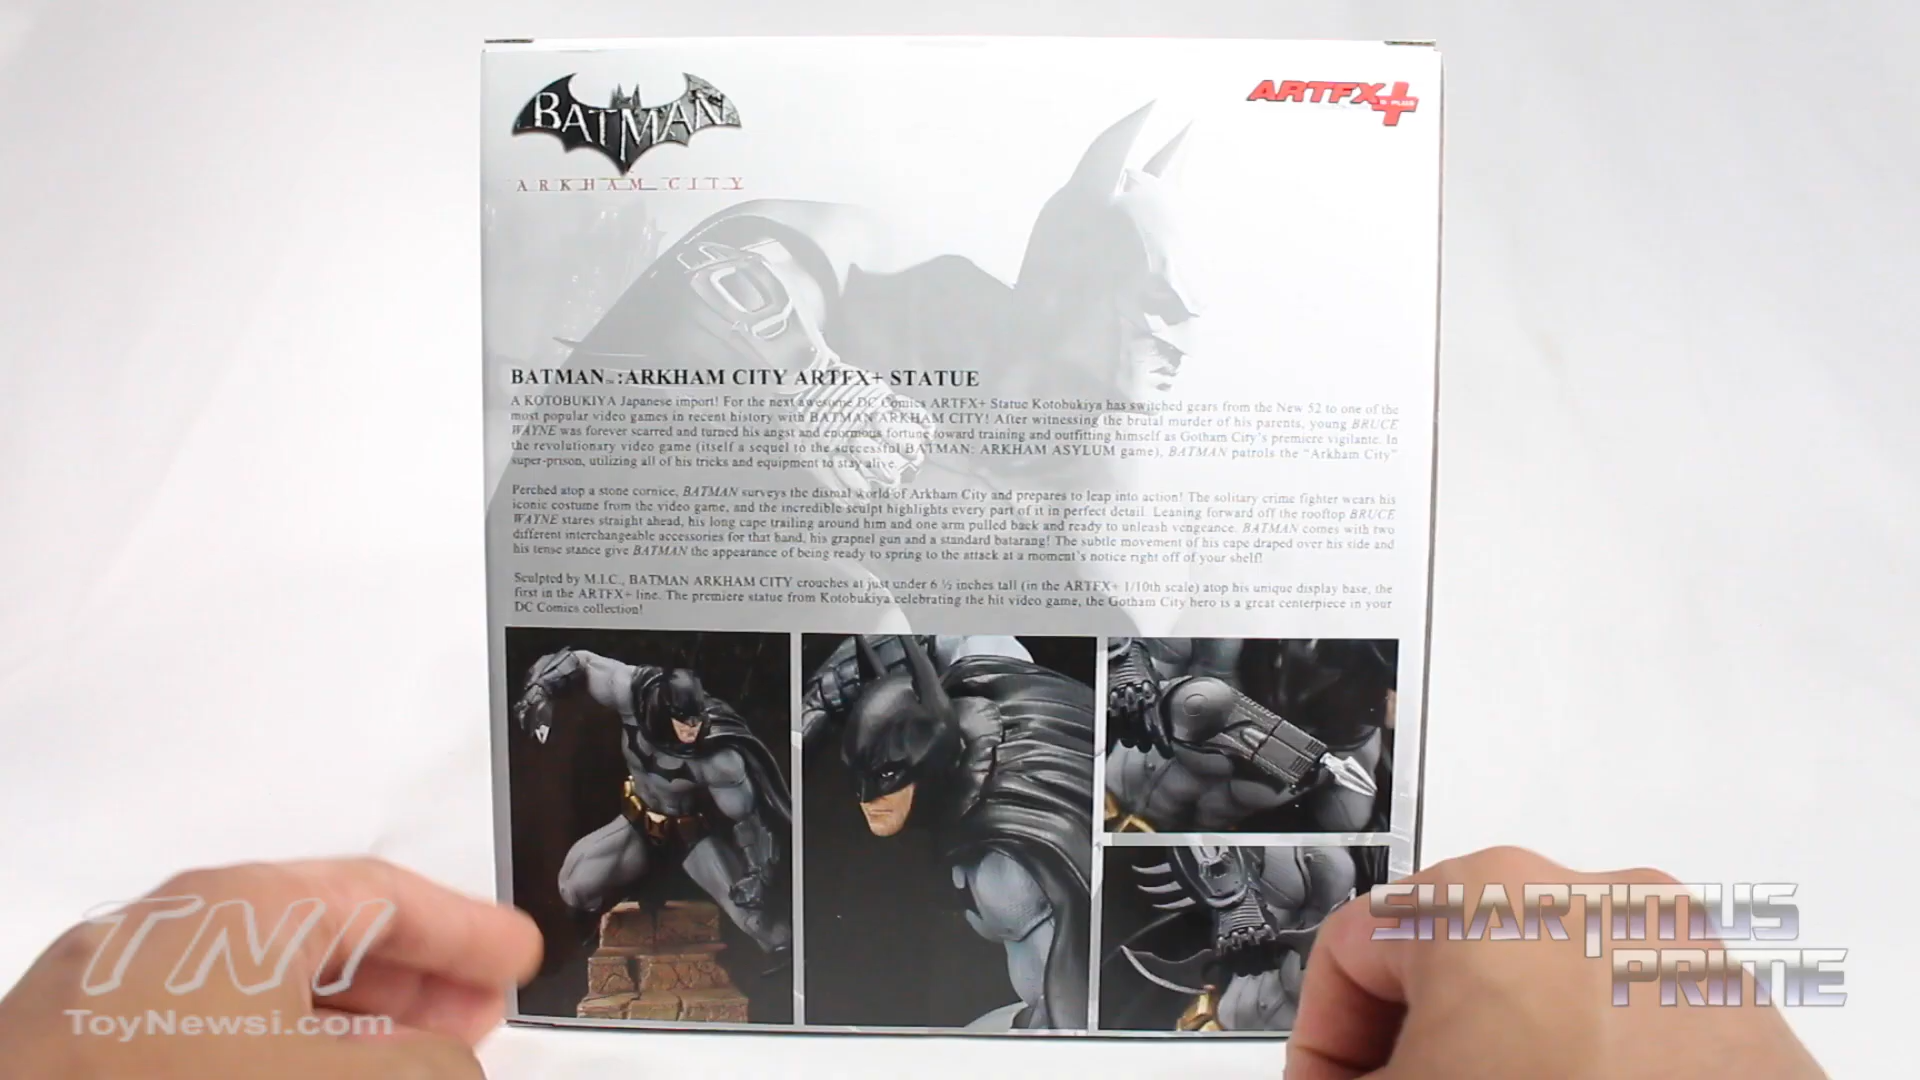 BATMAN
ARKHAM CITY
ARTFX+
BATMAN™:ARKHAM CITY ARTFX+ STATUE
A KOTOBUKIYA Japanese import! For the next awesome DC Comics ARTFX+ Statue Kotobukiya has switched gears from the New 52 to one of the
most popular video games in recent history with BATMAN ARKHAM CITY! After witnessing the brutal murder of his parents, young BRUCE
WAYNE was forever scarred and turned his angst and enormous fortune toward training and outfitting himself as Gotham City's premiere vigilante. In
the revolutionary video game (itself a sequel to the successful BATMAN: ARKHAM ASYLUM game), BATMAN patrols the "Arkham City"
super-prison, utilizing all of his tricks and equipment to stay alive.
Perched atop a stone cornice, BATMAN surveys the dismal world of Arkham City and prepares to leap into action! The solitary crime fighter wears his
iconic costume from the video game, and the incredible sculpt highlights every part of it in perfect detail. Leaning forward off the rooftop BRUCE
WAYNE stares straight ahead, his long cape trailing around him and one arm pulled back and ready to unleash vengeance. BATMAN comes with two
different interchangeable accessories for that hand, his grapnel gun and a standard batarang! The subtle movement of his cape draped over his side and
his tense stance give BATMAN the appearance of being ready to spring to the attack at a moment's notice right off of your shelf!
Sculpted by M.I.C., BATMAN ARKHAM CITY crouches at just under 6 ½ inches tall (in the ARTFX+ 1/10th scale) atop his unique display base, the
first in the ARTFX+ line. The premiere statue from Kotobukiya celebrating the hit video game, the Gotham City hero is a great centerpiece in your
DC Comics collection!
TNI
ToyNewsi.com
SHARTIMUS
PRIME